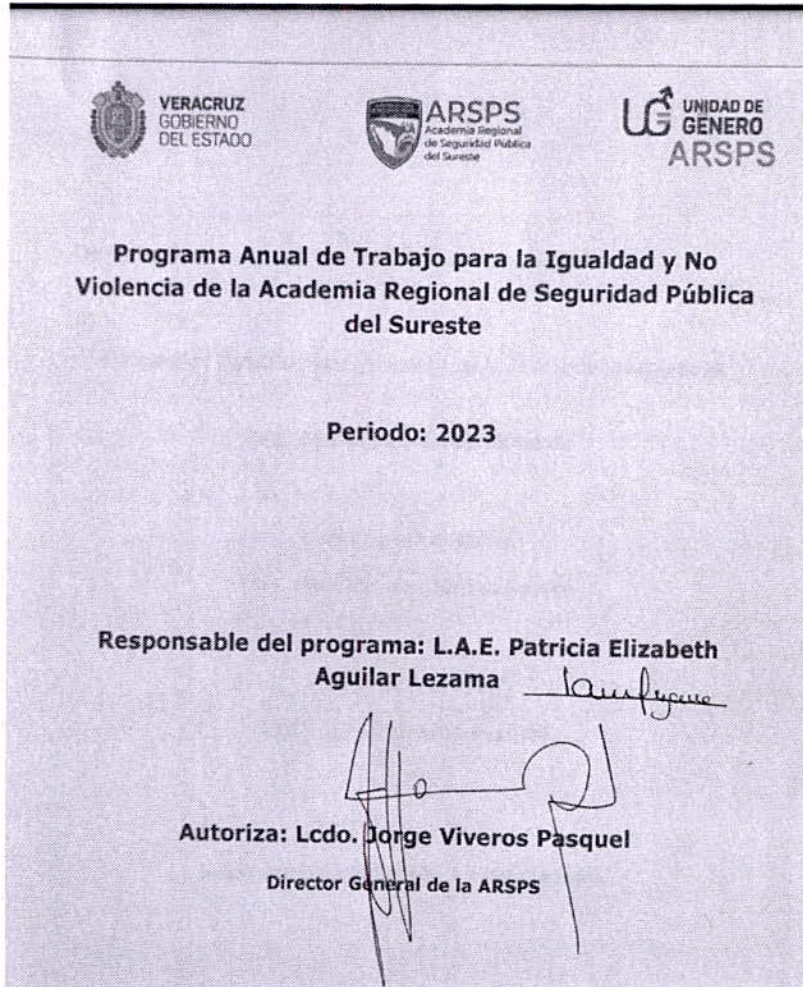 VERACRUZ
GOBIERNO
DEL ESTADO
ARSPS
Academia Regional
de Seguridad Pública
del Sureste
UG UNIDAD DE
GÉNERO
ARSPS
Programa Anual de Trabajo para la Igualdad y No
Violencia de la Academia Regional de Seguridad Pública
del Sureste
Periodo: 2023
Responsable del programa: L.A.E. Patricia Elizabeth
Aguilar Lezama
Autoriza: Lcdo. Jorge Viveros Pasquel
Director General de la ARSPS